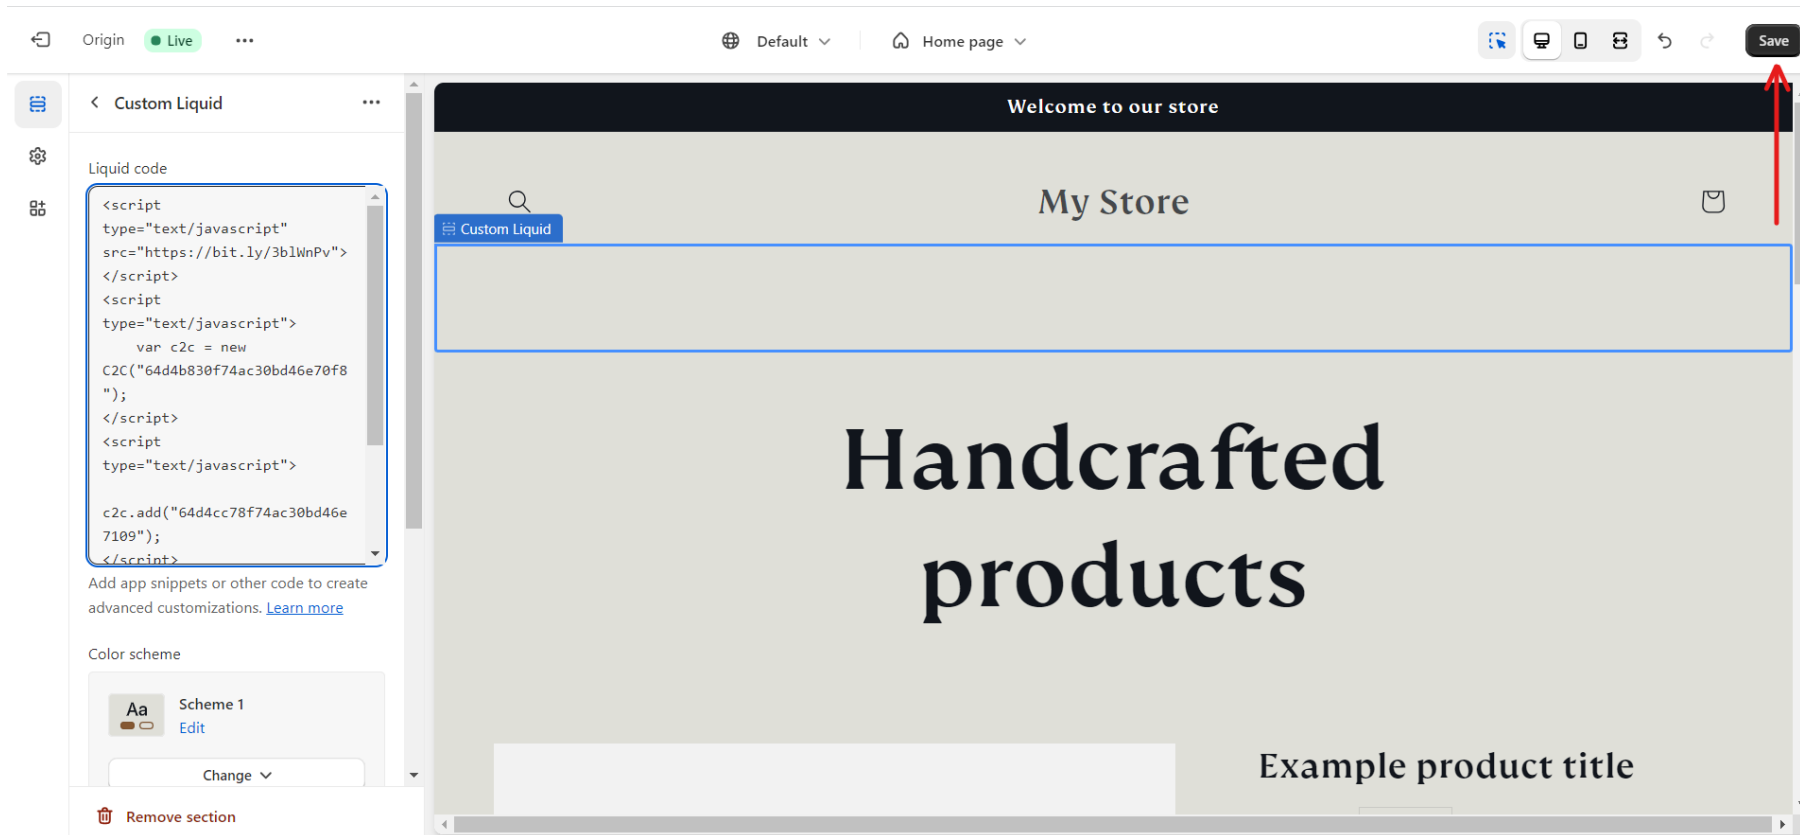 Origin
Live
Default
Home page
Save
Custom Liquid
Liquid code
<script
type="text/javascript"
src="https://bit.ly/3blWnPv">
</script>
<script
type="text/javascript">
var c2c = new
C2C("64d4b830f74ac30bd46e70f8
");
</script>
<script
type="text/javascript">
c2c.add("64d4cc78f74ac30bd46e
7109");
</script>
Add app snippets or other code to create
advanced customizations. Learn more
Color scheme
Aa
Scheme 1
Edit
Change
Remove section
Welcome to our store
My Store
Custom Liquid
Handcrafted
products
Example product title